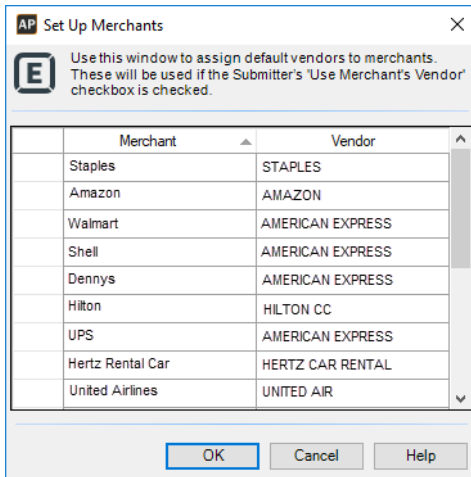 AP Set Up Merchants
E
Use this window to assign default vendors to merchants.
These will be used if the Submitter's 'Use Merchant's Vendor'
checkbox is checked.
Merchant Vendor
Staples STAPLES
Amazon AMAZON
Walmart AMERICAN EXPRESS
Shell AMERICAN EXPRESS
Dennys AMERICAN EXPRESS
Hilton HILTON CC
UPS AMERICAN EXPRESS
Hertz Rental Car HERTZ CAR RENTAL
United Airlines UNITED AIR
OK Cancel Help